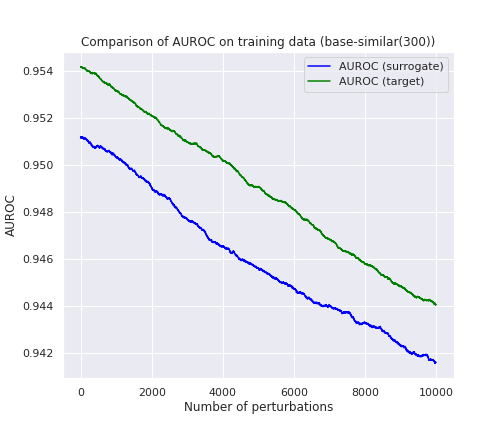 Comparison of AUROC on training data (base-similar(300))
AUROC (surrogate)
AUROC (target)
0.954
0.952
0.950
0.948
0.946
0.944
0.942
AUROC
0 2000 4000 6000 8000 10000
Number of perturbations